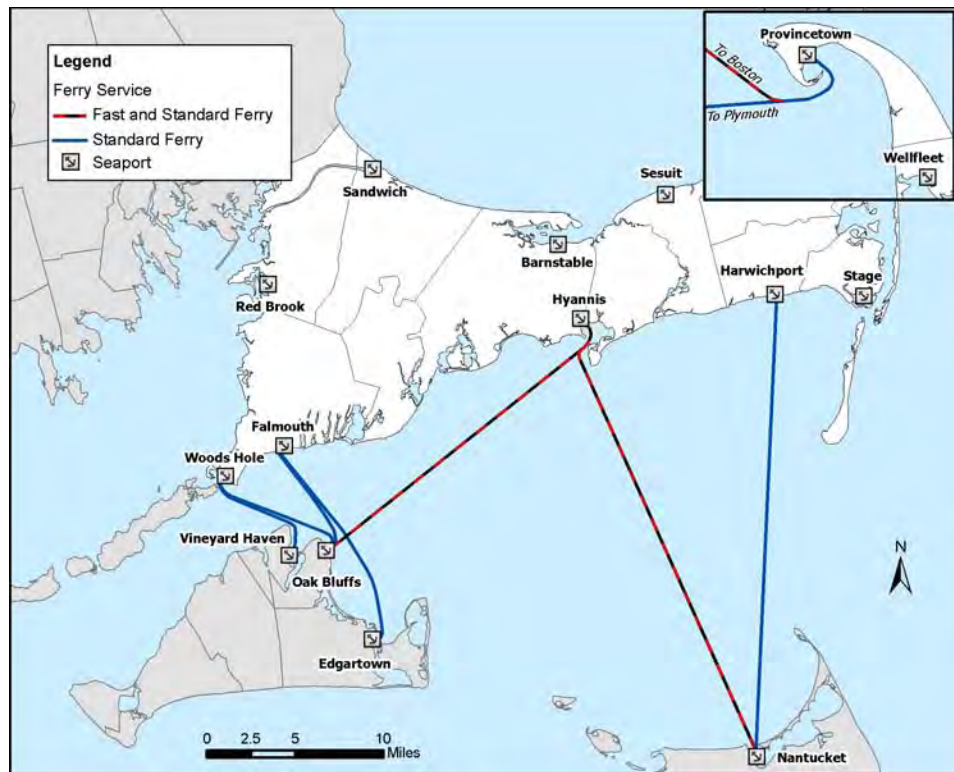 Legend
Ferry Service
Fast and Standard Ferry
Standard Ferry
Seaport
Provincetown
To Boston
To Plymouth
Wellfleet
Sandwich
Sesuit
Barnstable
Harwichport
Stage
Red Brook
Hyannis
Falmouth
Woods Hole
Vineyard Haven
Oak Bluffs
Edgartown
N
0 2.5 5 10
Miles
Nantucket